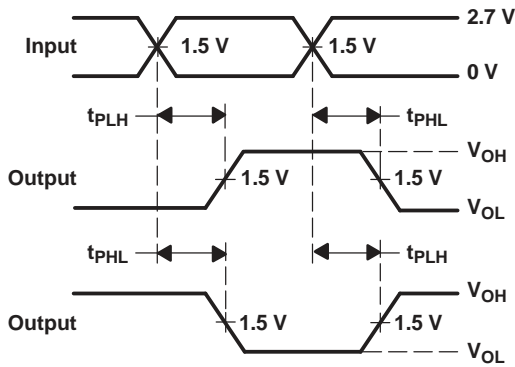 2.7 V
Input 1.5 V 1.5 V
0 V
tPLH tPHL
VOH
Output 1.5 V 1.5 V
VOL
tPHL tPLH
VOH
Output 1.5 V 1.5 V
VOL